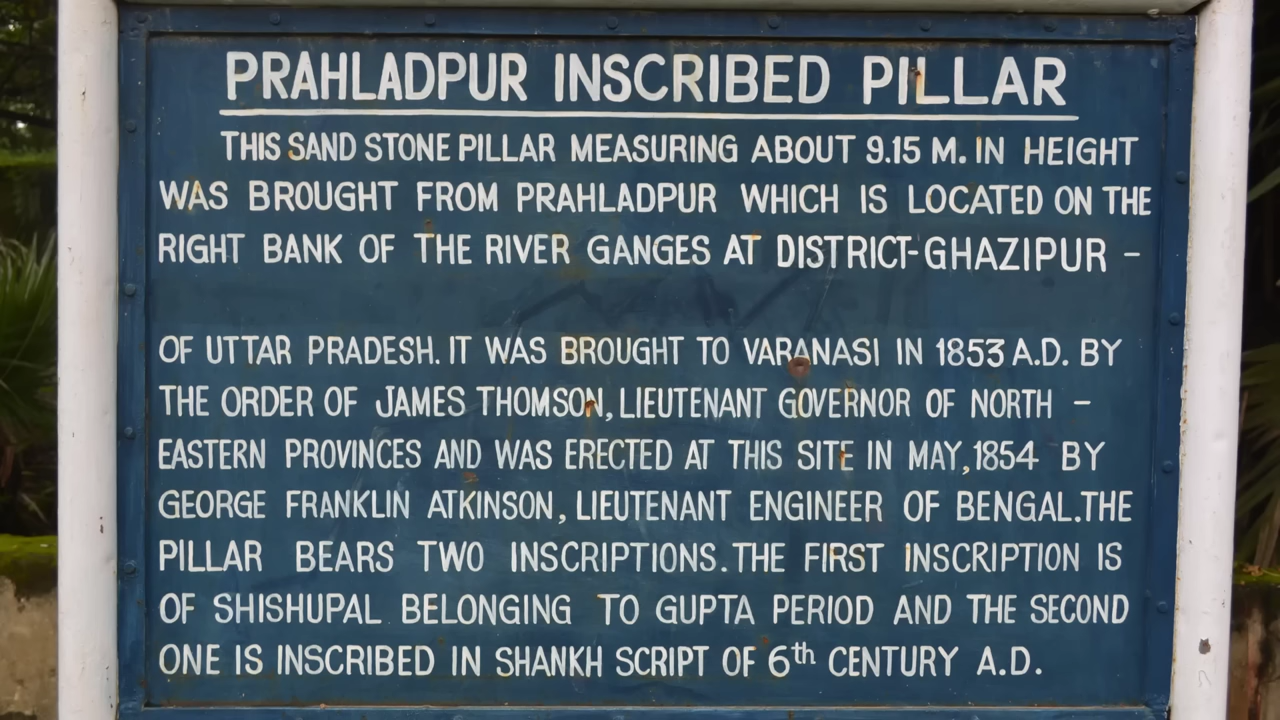 PRAHLADPUR INSCRIBED PILLAR
THIS SAND STONE PILLAR MEASURING ABOUT 9.15 M. IN HEIGHT
WAS BROUGHT FROM PRAHLADPUR WHICH IS LOCATED ON THE
RIGHT BANK OF THE RIVER GANGES AT DISTRICT-GHAZIPUR -
OF UTTAR PRADESH. IT WAS BROUGHT TO VARANASI IN 1853 A.D. BY
THE ORDER OF JAMES THOMSON, LIEUTENANT GOVERNOR OF NORTH -
EASTERN PROVINCES AND WAS ERECTED AT THIS SITE IN MAY, 1854 BY
GEORGE FRANKLIN ATKINSON, LIEUTENANT ENGINEER OF BENGAL. THE
PILLAR BEARS TWO INSCRIPTIONS. THE FIRST INSCRIPTION IS
OF SHISHUPAL BELONGING TO GUPTA PERIOD AND THE SECOND
ONE IS INSCRIBED IN SHANKH SCRIPT OF 6th CENTURY A.D.